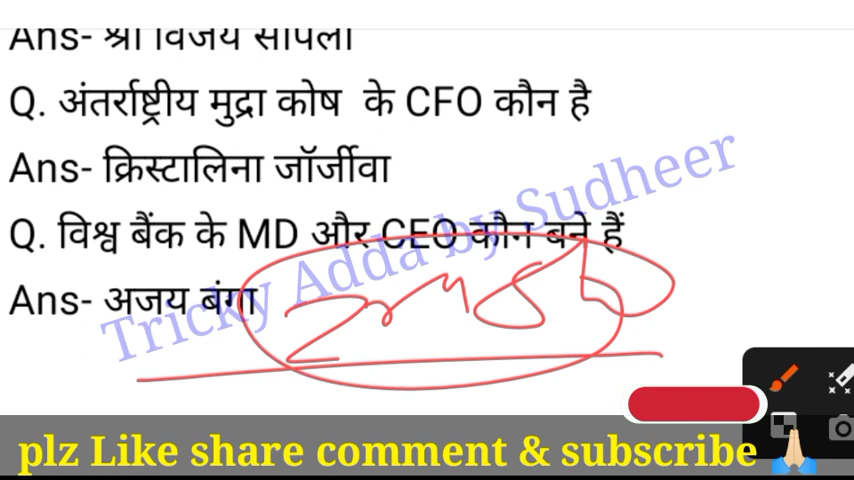 Ans- श्री विजय सांपला
Q. अंतर्राष्ट्रीय मुद्रा कोष के CFO कौन है
Ans- क्रिस्टालिना जॉर्जीवा
Q. विश्व बैंक के MD और CEO कौन बने हैं
Ans- अजय बंगा
Tricky Adda by Sudheer
plz Like share comment & subscribe